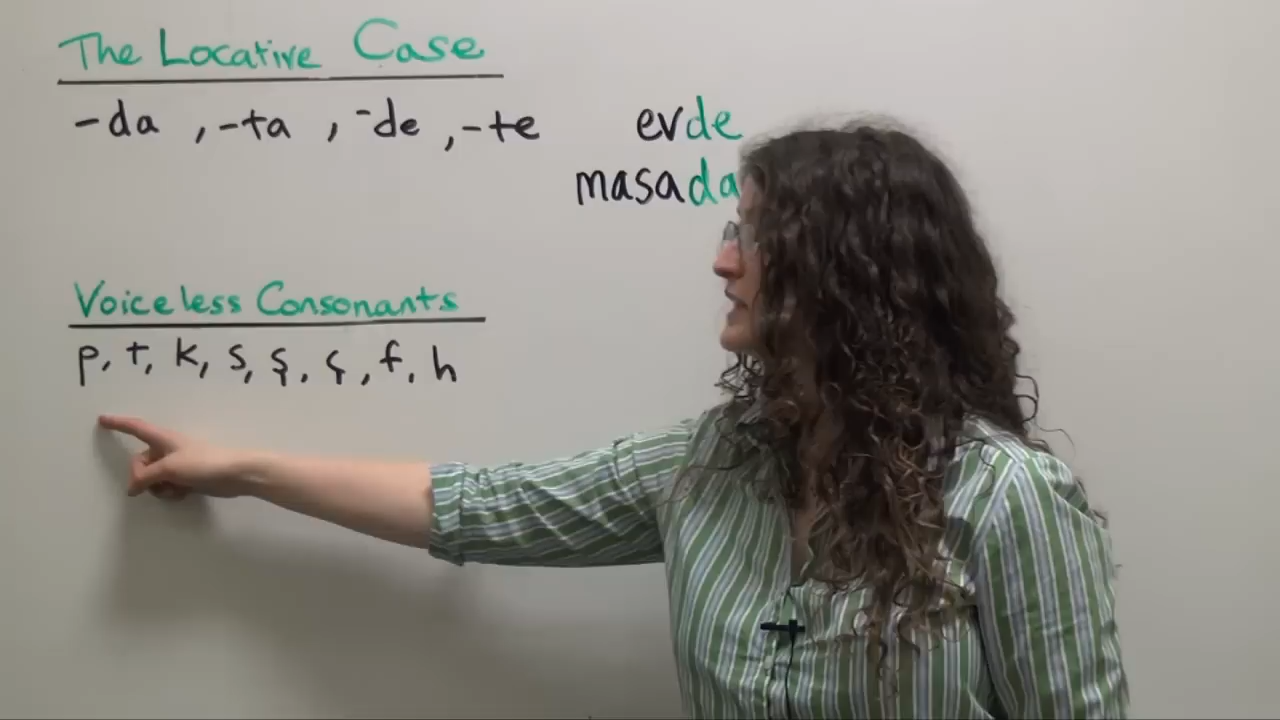 The Locative Case
-da , -ta , -de , -te
evde
masada
Voiceless Consonants
p, t, k, s, ş, ç, f, h